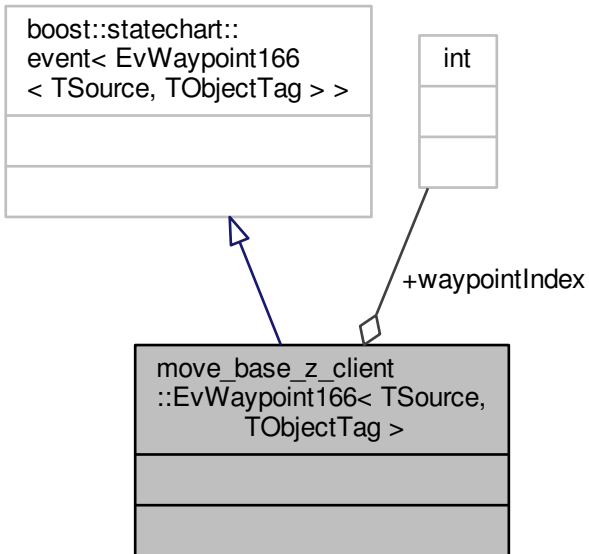 boost::statechart::
event< EvWaypoint166
< TSource, TObjectTag > >
int
+waypointIndex
move_base_z_client
::EvWaypoint166< TSource,
TObjectTag >